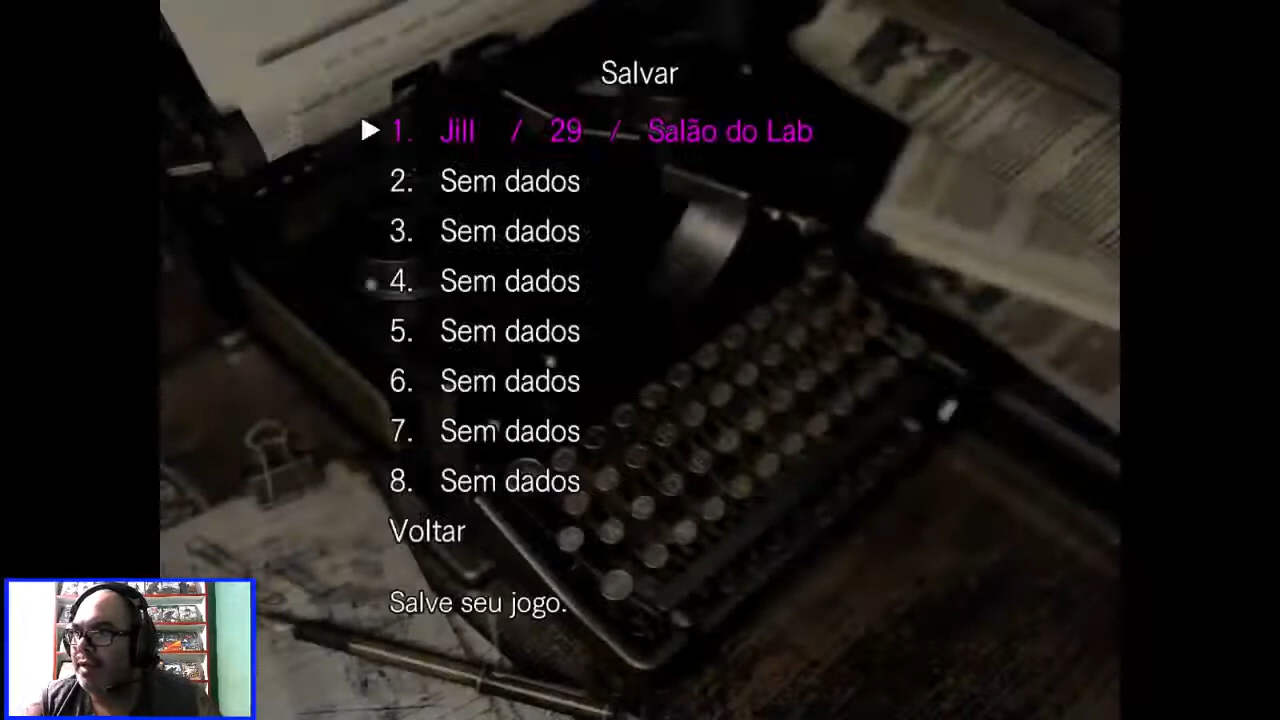 Salvar
1. Jill / 29 / Salão do Lab
2. Sem dados
3. Sem dados
4. Sem dados
5. Sem dados
6. Sem dados
7. Sem dados
8. Sem dados
Voltar
Salve seu jogo.